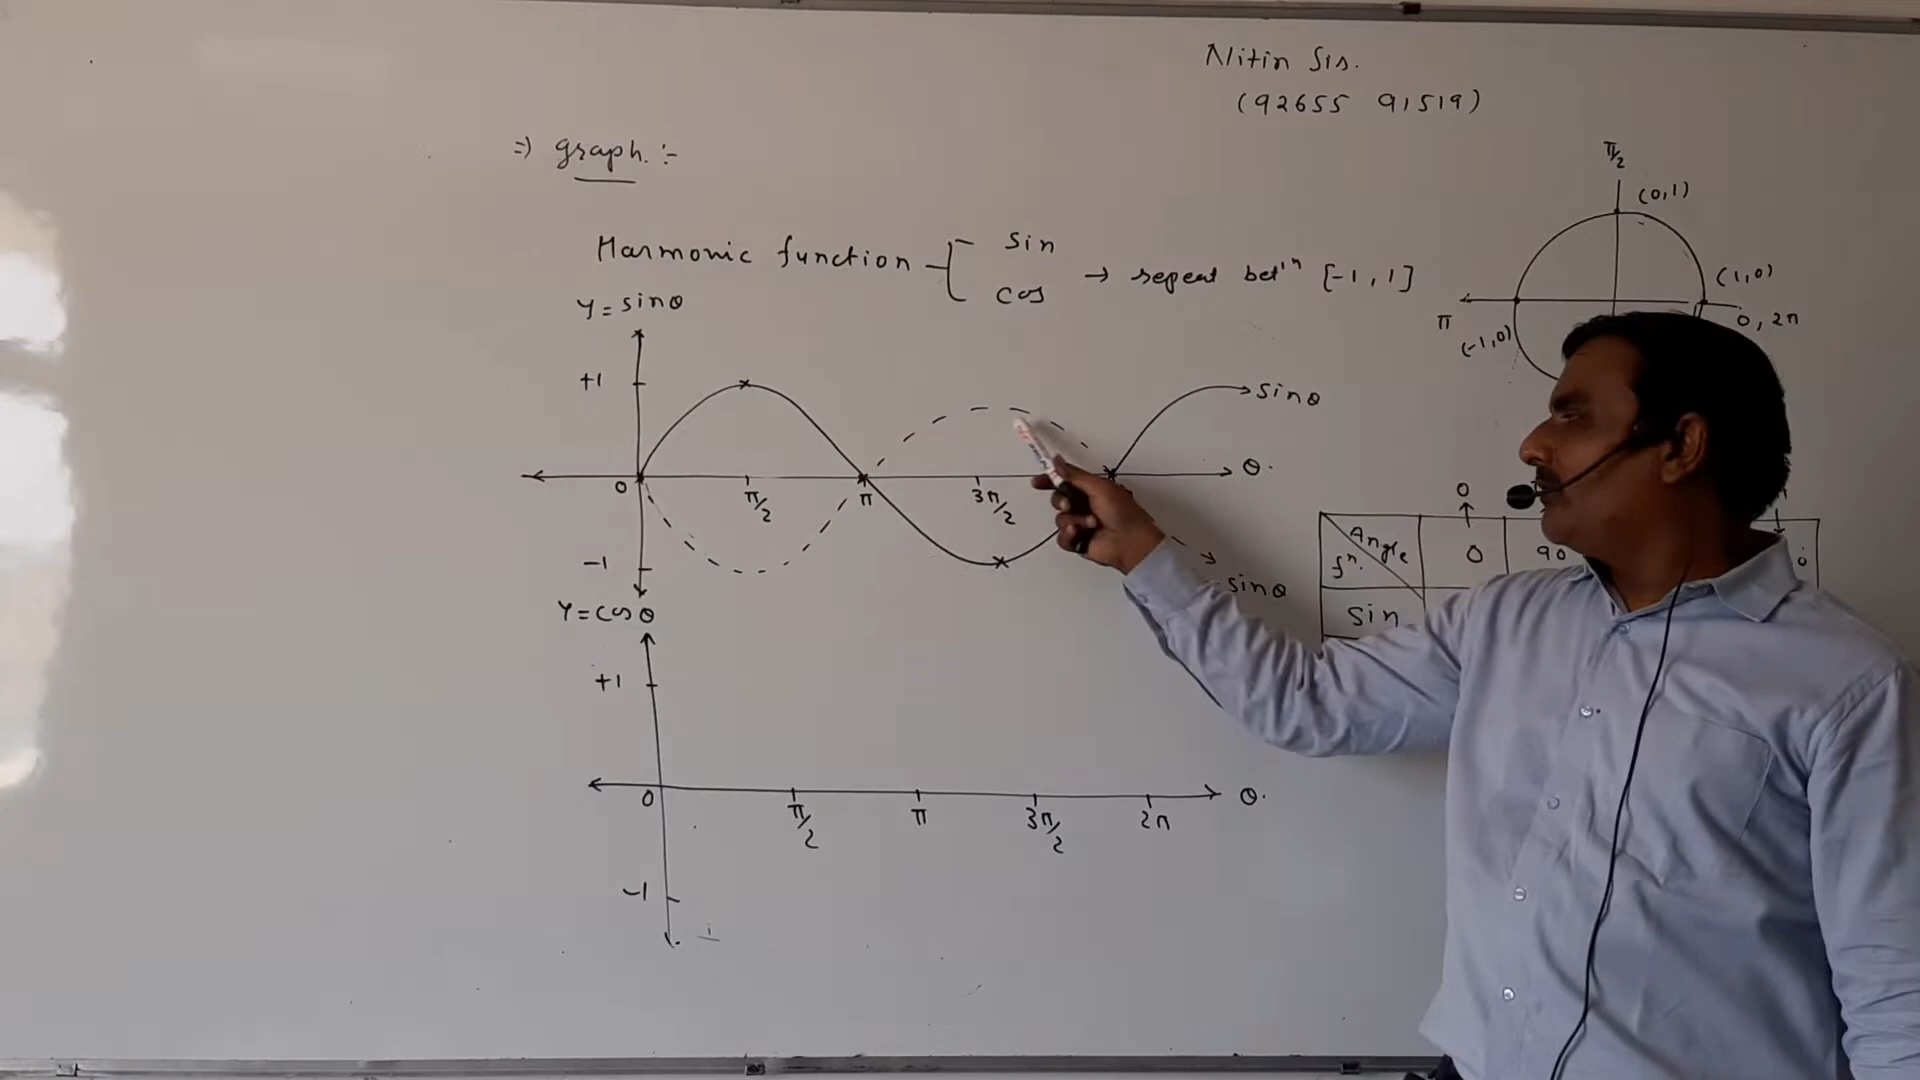 Nitin Sir.
(92655 91519)
=) graph :-
Harmonic function
sin
cos
→ repeat betⁿ [-1, 1]
Y = sinθ
+1
0
π/2
π
3π/2
-1
θ.
sinθ
sinθ
Y = cosθ
+1
0
π/2
π
3π/2
2π
-1
θ.
π/2
(0,1)
(1,0)
0, 2π
π
(-1,0)
0
Angle
fⁿ.
0
90
sin